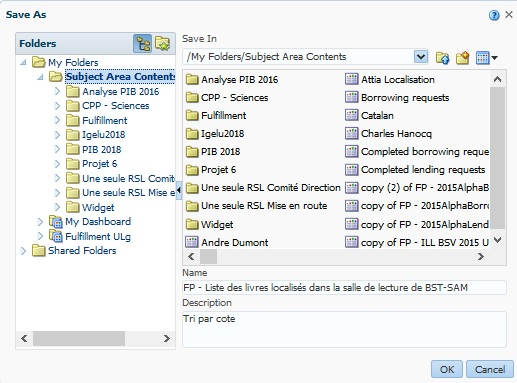 Save As
Folders
My Folders
Subject Area Contents
Analyse PIB 2016
CPP - Sciences
Fulfillment
Igelu2018
PIB 2018
Projet 6
Une seule RSL Comit
Une seule RSL Mise e
Widget
My Dashboard
Fulfillment ULg
Shared Folders
Save In
/My Folders/Subject Area Contents
Analyse PIB 2016
CPP - Sciences
Fulfillment
Igelu2018
PIB 2018
Projet 6
Une seule RSL Comité Direction
Une seule RSL Mise en route
Widget
Andre Dumont
Attia Localisation
Borrowing requests
Catalan
Charles Hanocq
Completed borrowing reque
Completed lending requests
copy (2) of FP - 2015AlphaB
copy of FP - 2015AlphaBorro
copy of FP - 2015AlphaLend
copy of FP - ILL BSV 2015 U
Name
FP - Liste des livres localisés dans la salle de lecture de BST-SAM
Description
Tri par cote
OK
Cancel